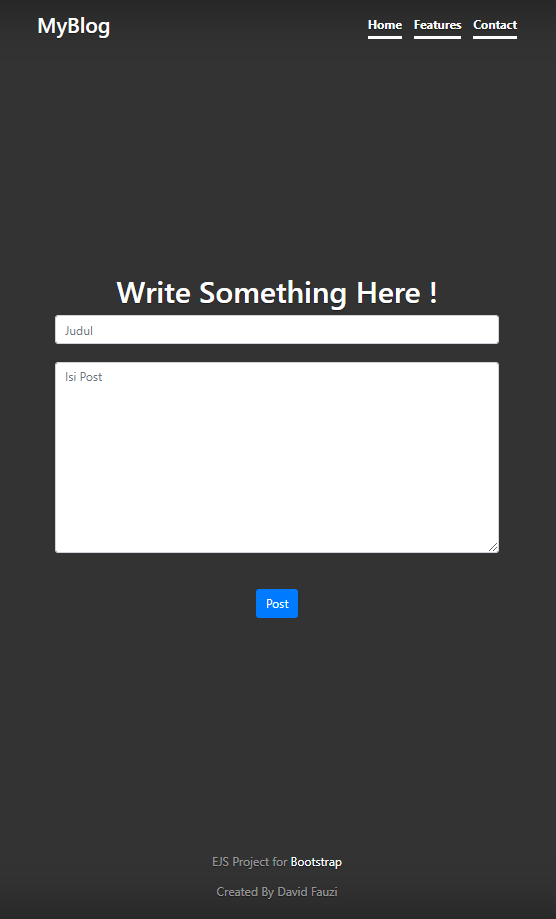 MyBlog
Home Features Contact
Write Something Here !
Judul
Isi Post
Post
EJS Project for Bootstrap
Created By David Fauzi